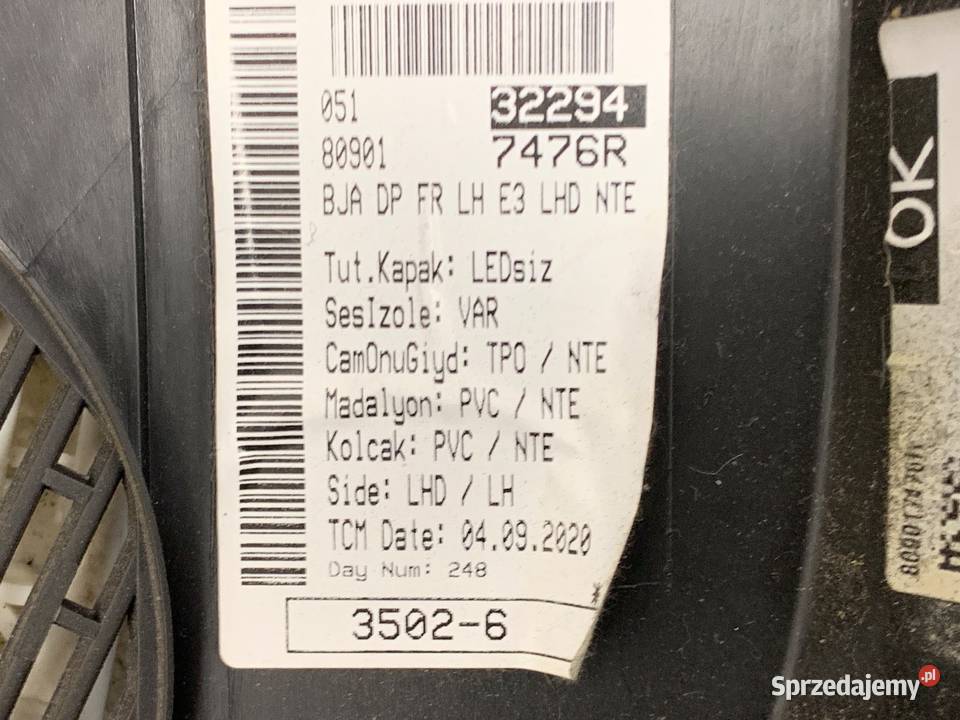 051 32294
80901 7476R
BJA DP FR LH E3 LHD NTE
Tut.Kapak: LEDsiz
SesIzole: VAR
CamOnuGiyd: TPO / NTE
Madalyon: PVC / NTE
Kolcak: PVC / NTE
Side: LHD / LH
TCM Date: 04.09.2020
Day Num: 248
3502-6
OK
Sprzedajemy.pl